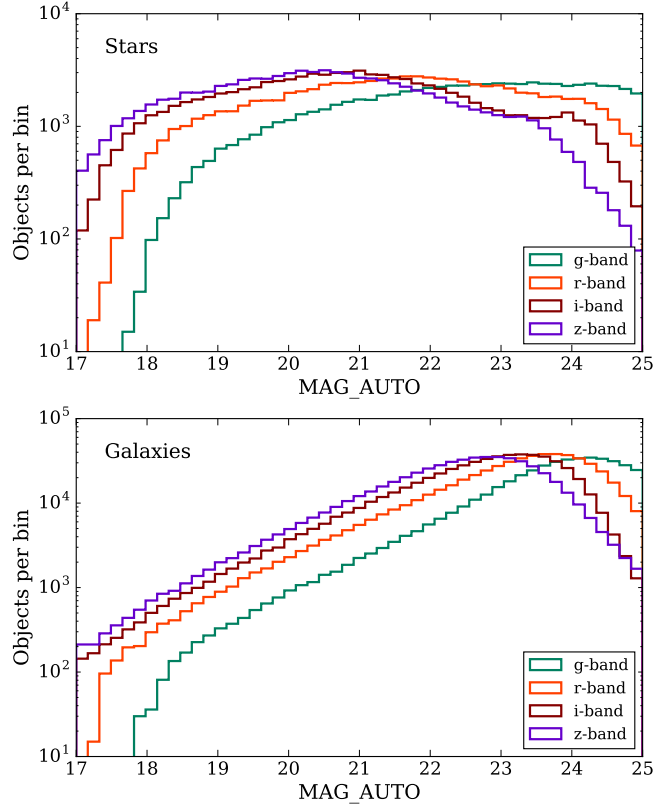 10^4
Stars
10^3
Objects per bin
10^2
g-band
r-band
i-band
z-band
10^1
17 18 19 20 21 22 23 24 25
MAG_AUTO
10^5
Galaxies
10^4
Objects per bin
10^3
10^2
g-band
r-band
i-band
z-band
10^1
17 18 19 20 21 22 23 24 25
MAG_AUTO